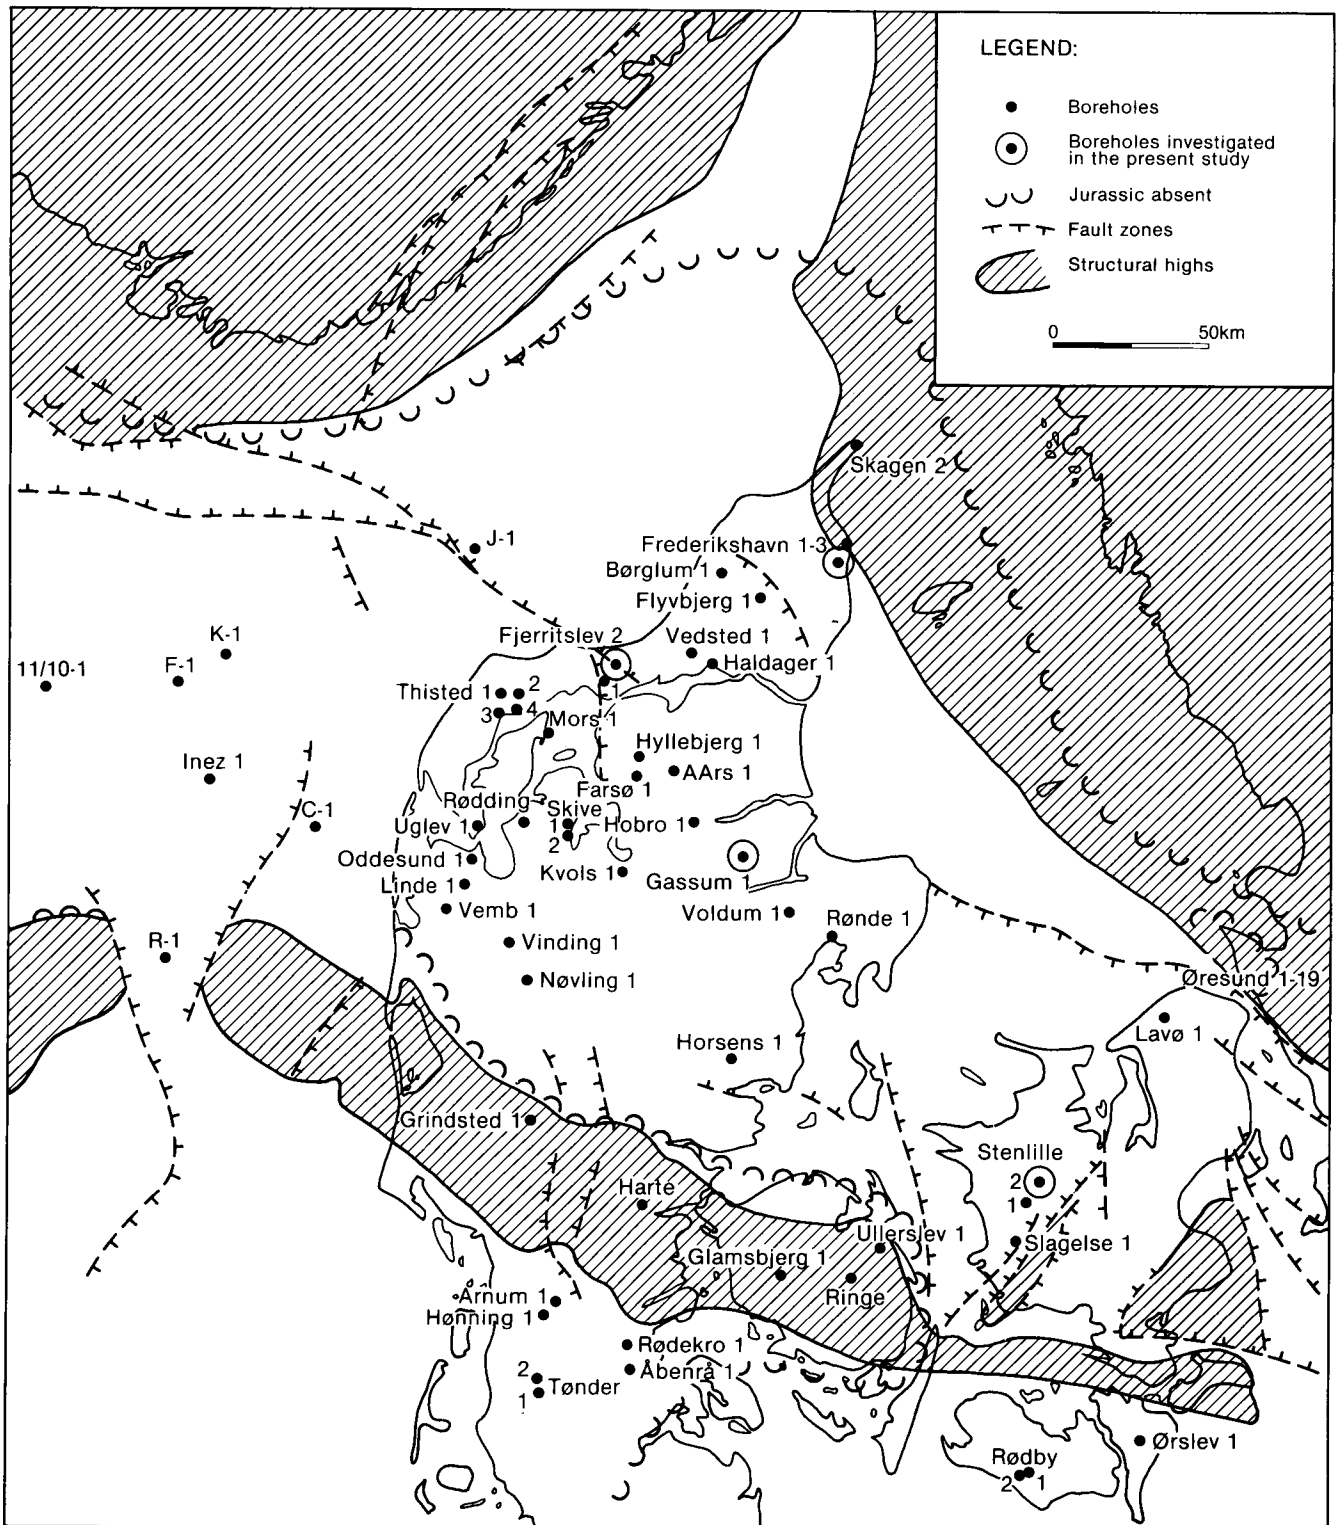 LEGEND:
Boreholes
Boreholes investigated
in the present study
Jurassic absent
Fault zones
Structural highs
0 50km
Skagen 2
J-1
Frederikshavn 1-3
Børglum 1
Flyvbjerg 1
K-1
Fjerritslev 2
1
Vedsted 1
Haldager 1
11/10-1
F-1
Thisted 1
2
3
4
Mors 1
Hyllebjerg 1
Inez 1
AArs 1
Farsø 1
C-1
Rødding
Skive
1
2
Uglev 1
Hobro 1
Oddesund 1
Kvols 1
Gassum 1
Linde 1
Vemb 1
Voldum 1
Rønde 1
R-1
Vinding 1
Nøvling 1
Øresund 1-19
Lavø 1
Horsens 1
Grindsted 1
Stenlille
2
1
Harte
Ullerslev 1
Slagelse 1
Glamsbjerg 1
Ringe
Arnum 1
Hønning 1
Rødekro 1
Åbenrå 1
2
Tønder
1
Ørslev 1
Rødby
2
1